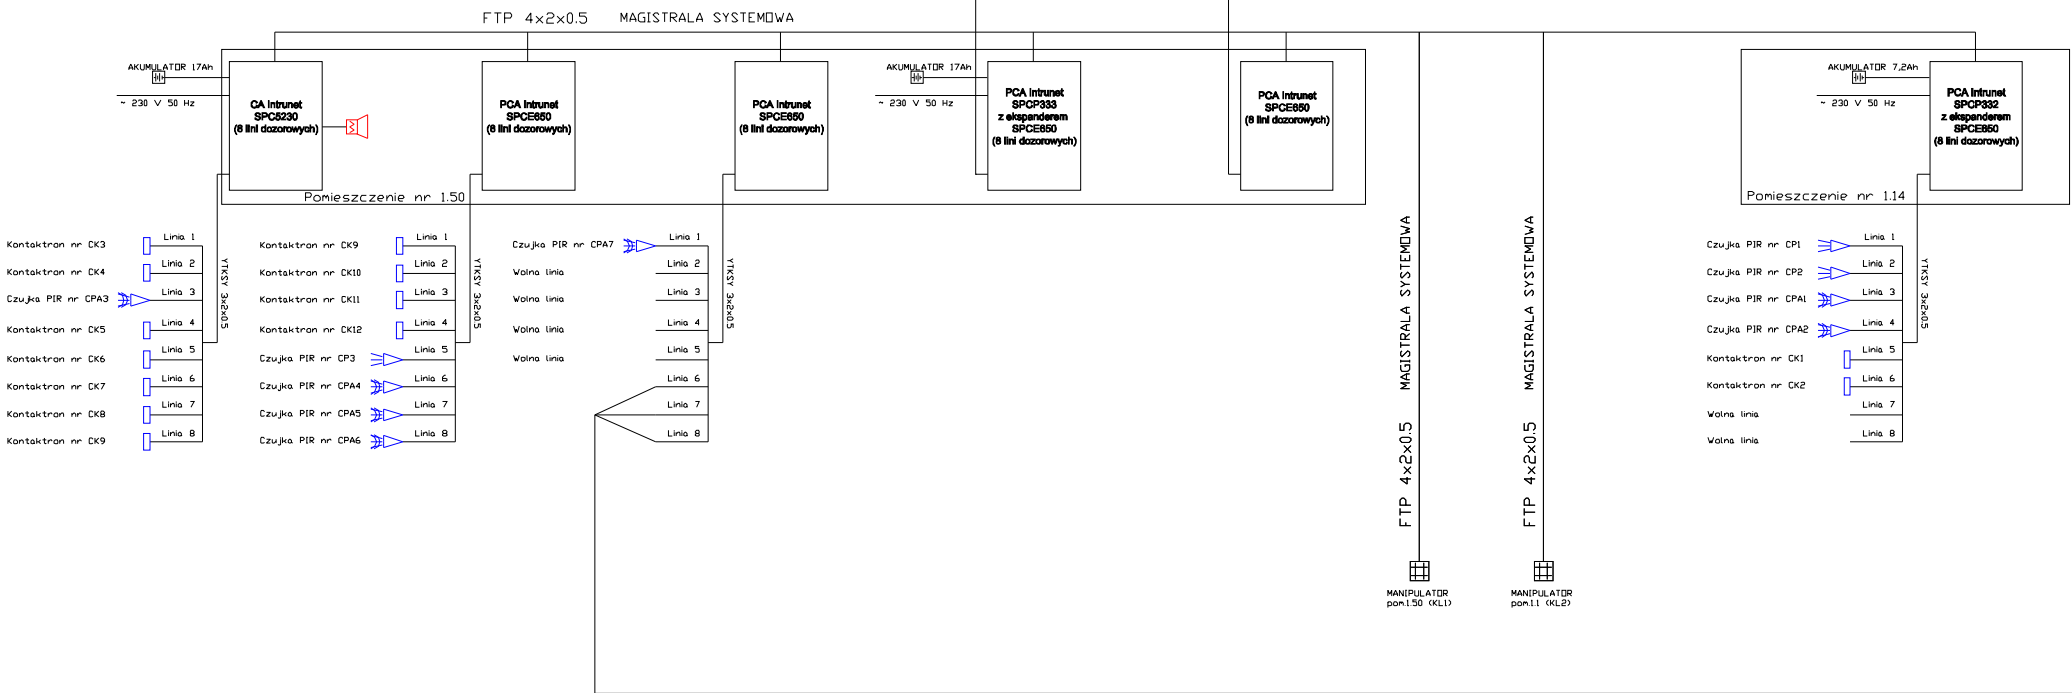 FTP 4x2x0.5 MAGISTRALA SYSTEMOWA
AKUMULATOR 17Ah
~ 230 V 50 Hz
CA Intrunet
SPC5230
(8 lini dozorowych)
PCA Intrunet
SPCE650
(8 lini dozorowych)
PCA Intrunet
SPCE650
(8 lini dozorowych)
AKUMULATOR 17Ah
~ 230 V 50 Hz
PCA Intrunet
SPCP333
z ekspanderem
SPCE650
(8 lini dozorowych)
PCA Intrunet
SPCE650
(8 lini dozorowych)
AKUMULATOR 7,2Ah
~ 230 V 50 Hz
PCA Intrunet
SPCP332
z ekspanderem
SPCE650
(8 lini dozorowych)
Pomieszczenie nr 1.50
Pomieszczenie nr 1.14
Kontaktron nr CK3 Linia 1
Kontaktron nr CK4 Linia 2
Czujka PIR nr CPA3 Linia 3
Kontaktron nr CK5 Linia 4
Kontaktron nr CK6 Linia 5
Kontaktron nr CK7 Linia 6
Kontaktron nr CK8 Linia 7
Kontaktron nr CK9 Linia 8
YTKSY 3x2x0.5
Kontaktron nr CK9 Linia 1
Kontaktron nr CK10 Linia 2
Kontaktron nr CK11 Linia 3
Kontaktron nr CK12 Linia 4
Czujka PIR nr CP3 Linia 5
Czujka PIR nr CPA4 Linia 6
Czujka PIR nr CPA5 Linia 7
Czujka PIR nr CPA6 Linia 8
YTKSY 3x2x0.5
Czujka PIR nr CPA7 Linia 1
Wolna linia Linia 2
Wolna linia Linia 3
Wolna linia Linia 4
Wolna linia Linia 5
Linia 6
Linia 7
Linia 8
YTKSY 3x2x0.5
FTP 4x2x0.5 MAGISTRALA SYSTEMOWA
FTP 4x2x0.5 MAGISTRALA SYSTEMOWA
MANIPULATOR
pom.1.50 (KL1)
MANIPULATOR
pom.1.1 (KL2)
Czujka PIR nr CP1 Linia 1
Czujka PIR nr CP2 Linia 2
Czujka PIR nr CPA1 Linia 3
Czujka PIR nr CPA2 Linia 4
Kontaktron nr CK1 Linia 5
Kontaktron nr CK2 Linia 6
Wolna linia Linia 7
Wolna linia Linia 8
YTKSY 3x2x0.5